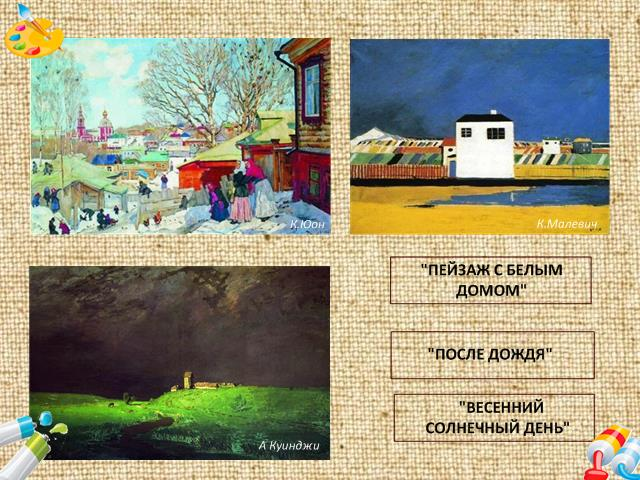 К.Юон
К.Малевич
"ПЕЙЗАЖ С БЕЛЫМ
ДОМОМ"
"ПОСЛЕ ДОЖДЯ"
А Куинджи
"ВЕСЕННИЙ
СОЛНЕЧНЫЙ ДЕНЬ"